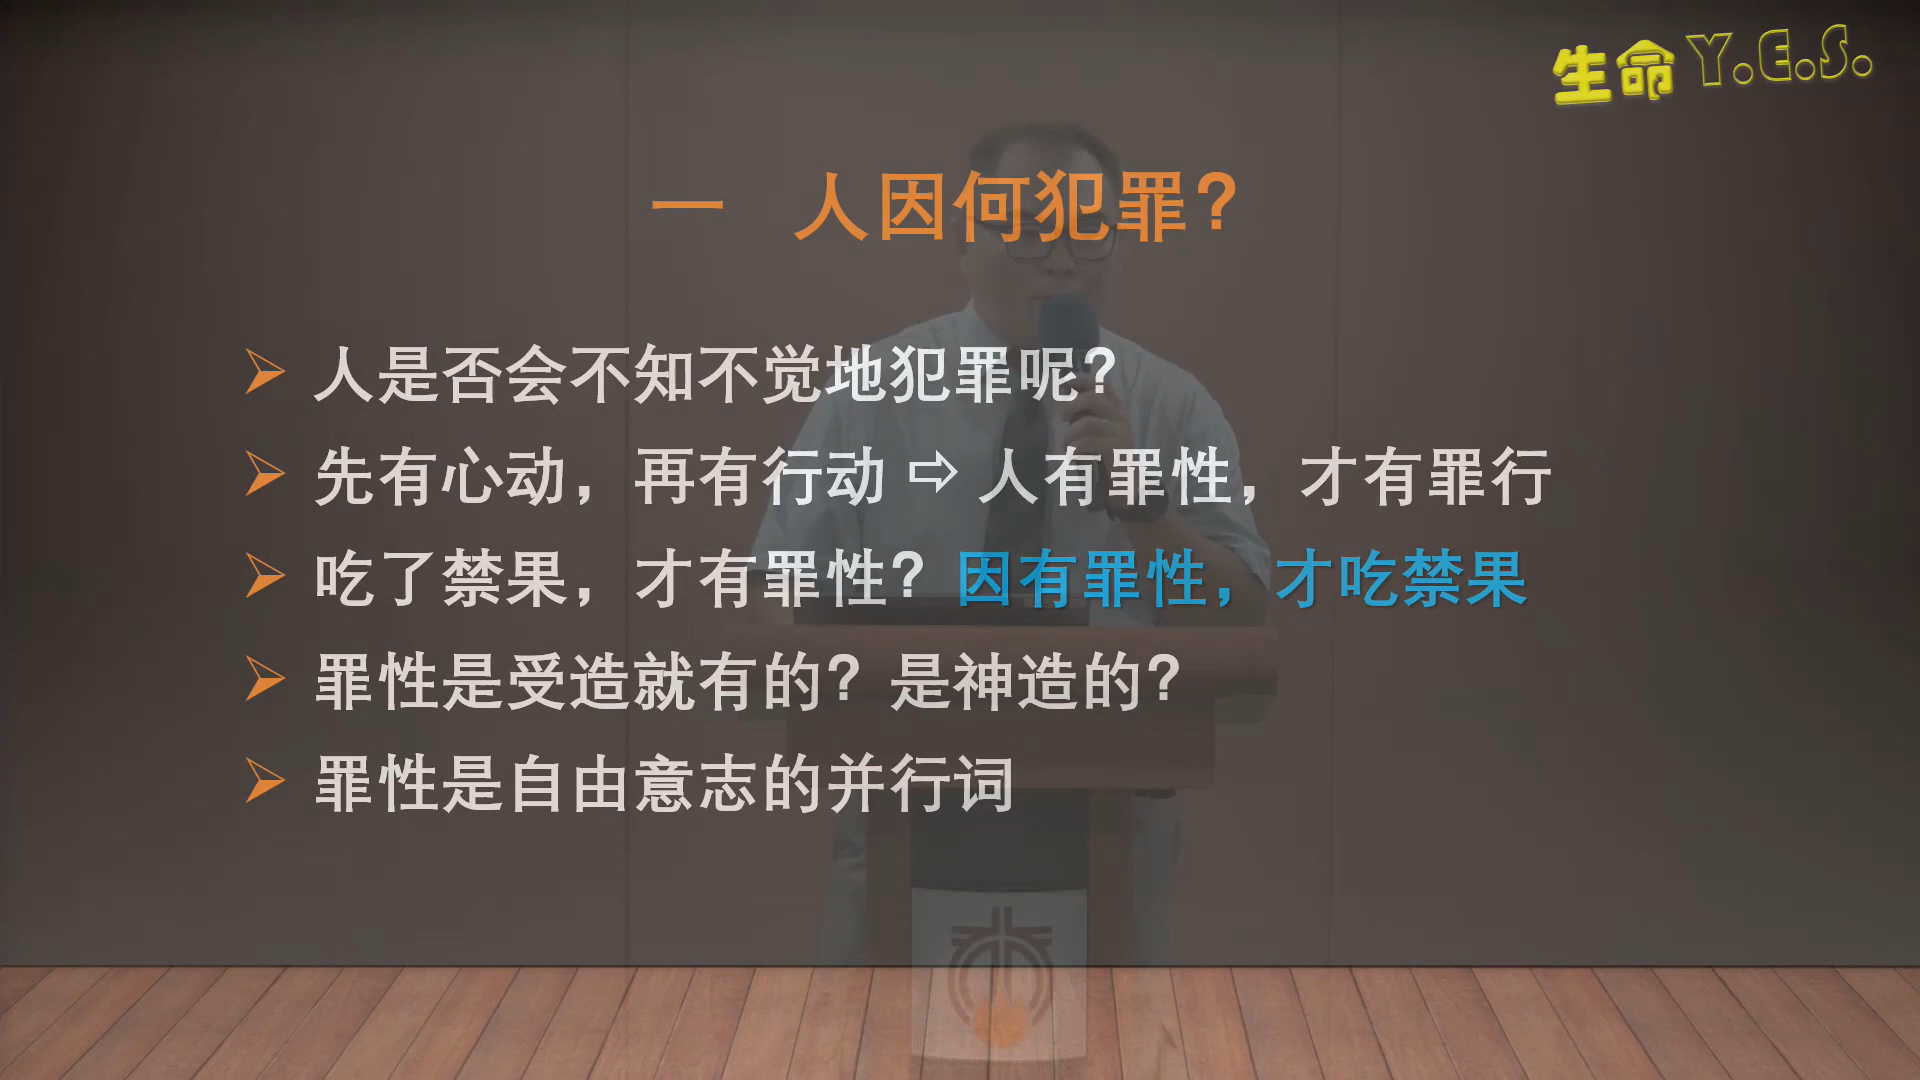 生命 Y.E.S.
一 人因何犯罪？
人是否会不知不觉地犯罪呢？
先有心动，再有行动 ⇨ 人有罪性，才有罪行
吃了禁果，才有罪性？因有罪性，才吃禁果
罪性是受造就有的？是神造的？
罪性是自由意志的并行词